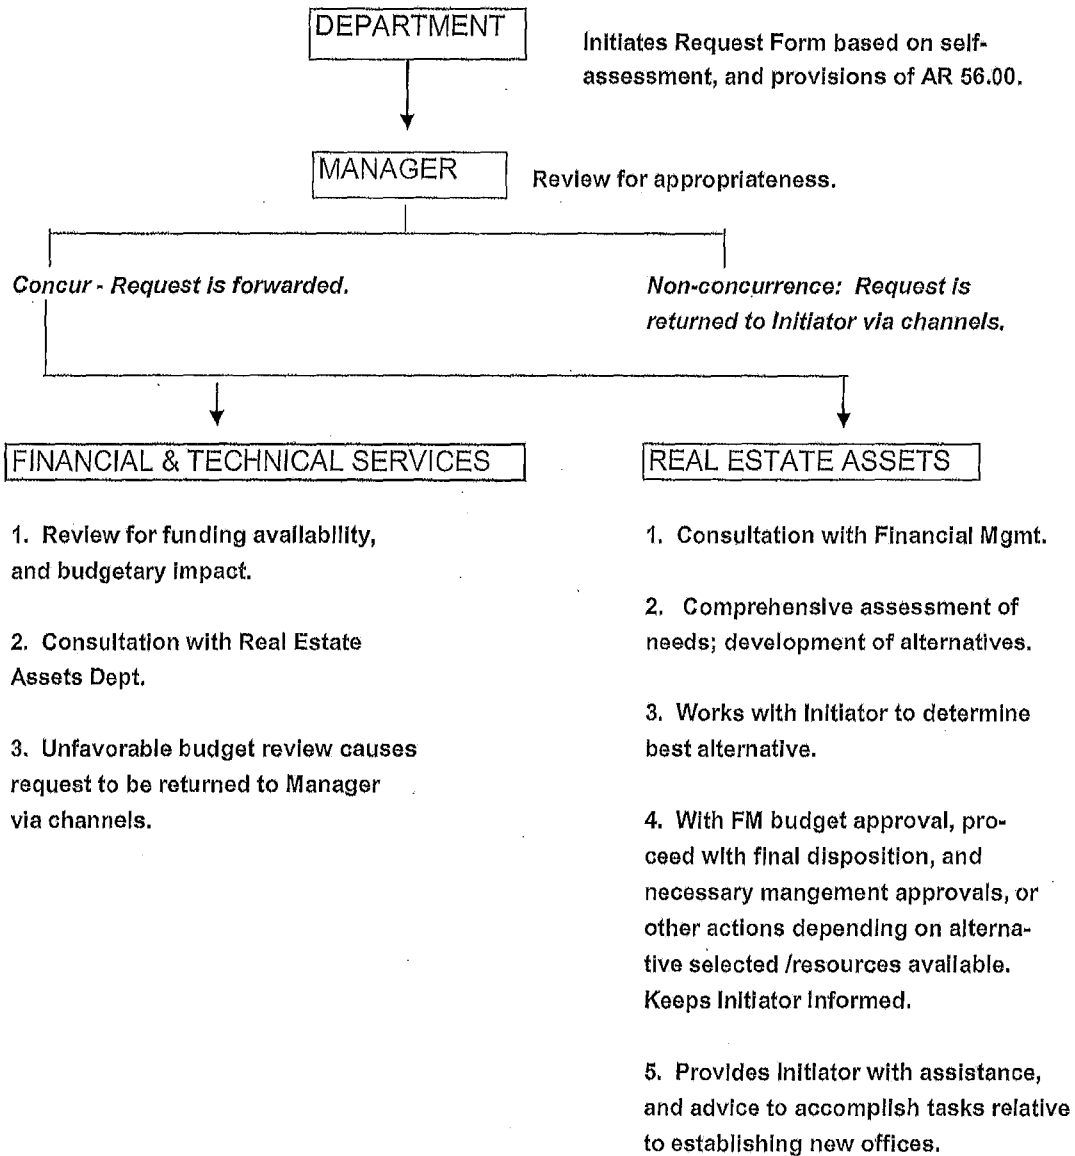 DEPARTMENT
Initiates Request Form based on self-
assessment, and provisions of AR 56.00.
MANAGER
Review for appropriateness.
Concur - Request is forwarded.
Non-concurrence: Request is
returned to Initiator via channels.
FINANCIAL & TECHNICAL SERVICES
1. Review for funding availability,
and budgetary impact.
2. Consultation with Real Estate
Assets Dept.
3. Unfavorable budget review causes
request to be returned to Manager
via channels.
REAL ESTATE ASSETS
1. Consultation with Financial Mgmt.
2. Comprehensive assessment of
needs; development of alternatives.
3. Works with Initiator to determine
best alternative.
4. With FM budget approval, pro-
ceed with final disposition, and
necessary mangement approvals, or
other actions depending on alterna-
tive selected /resources available.
Keeps Initiator Informed.
5. Provides Initiator with assistance,
and advice to accomplish tasks relative
to establishing new offices.